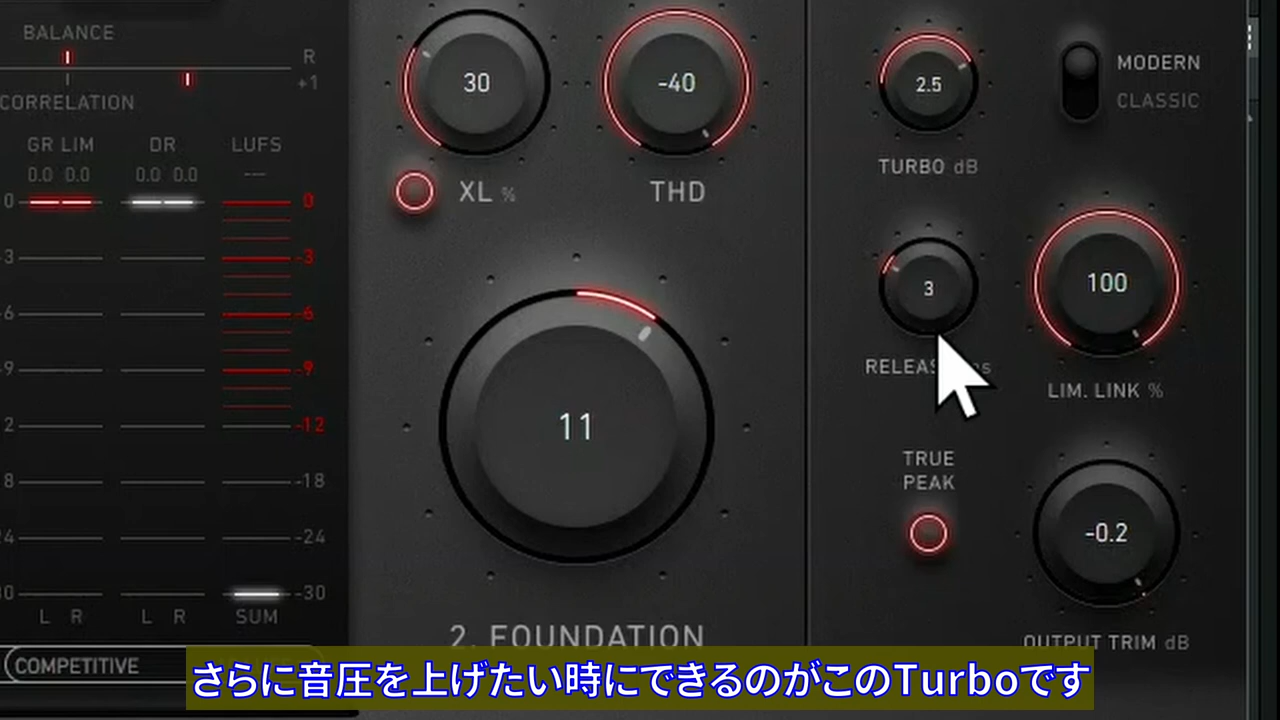 BALANCE
R
+1
CORRELATION
GR LIM DR LUFS
0.0 0.0 0.0 0.0 ---
0 0
-3 -3
-6 -6
-9 -9
2 -12
8 -18
24 -24
0 -30
L R L R SUM
COMPETITIVE
30
XL %
-40
THD
11
2. FOUNDATION
2.5
TURBO dB
MODERN
CLASSIC
3
100
LIM. LINK %
TRUE
PEAK
-0.2
OUTPUT TRIM dB
さらに音圧を上げたい時にできるのがこのTurboです